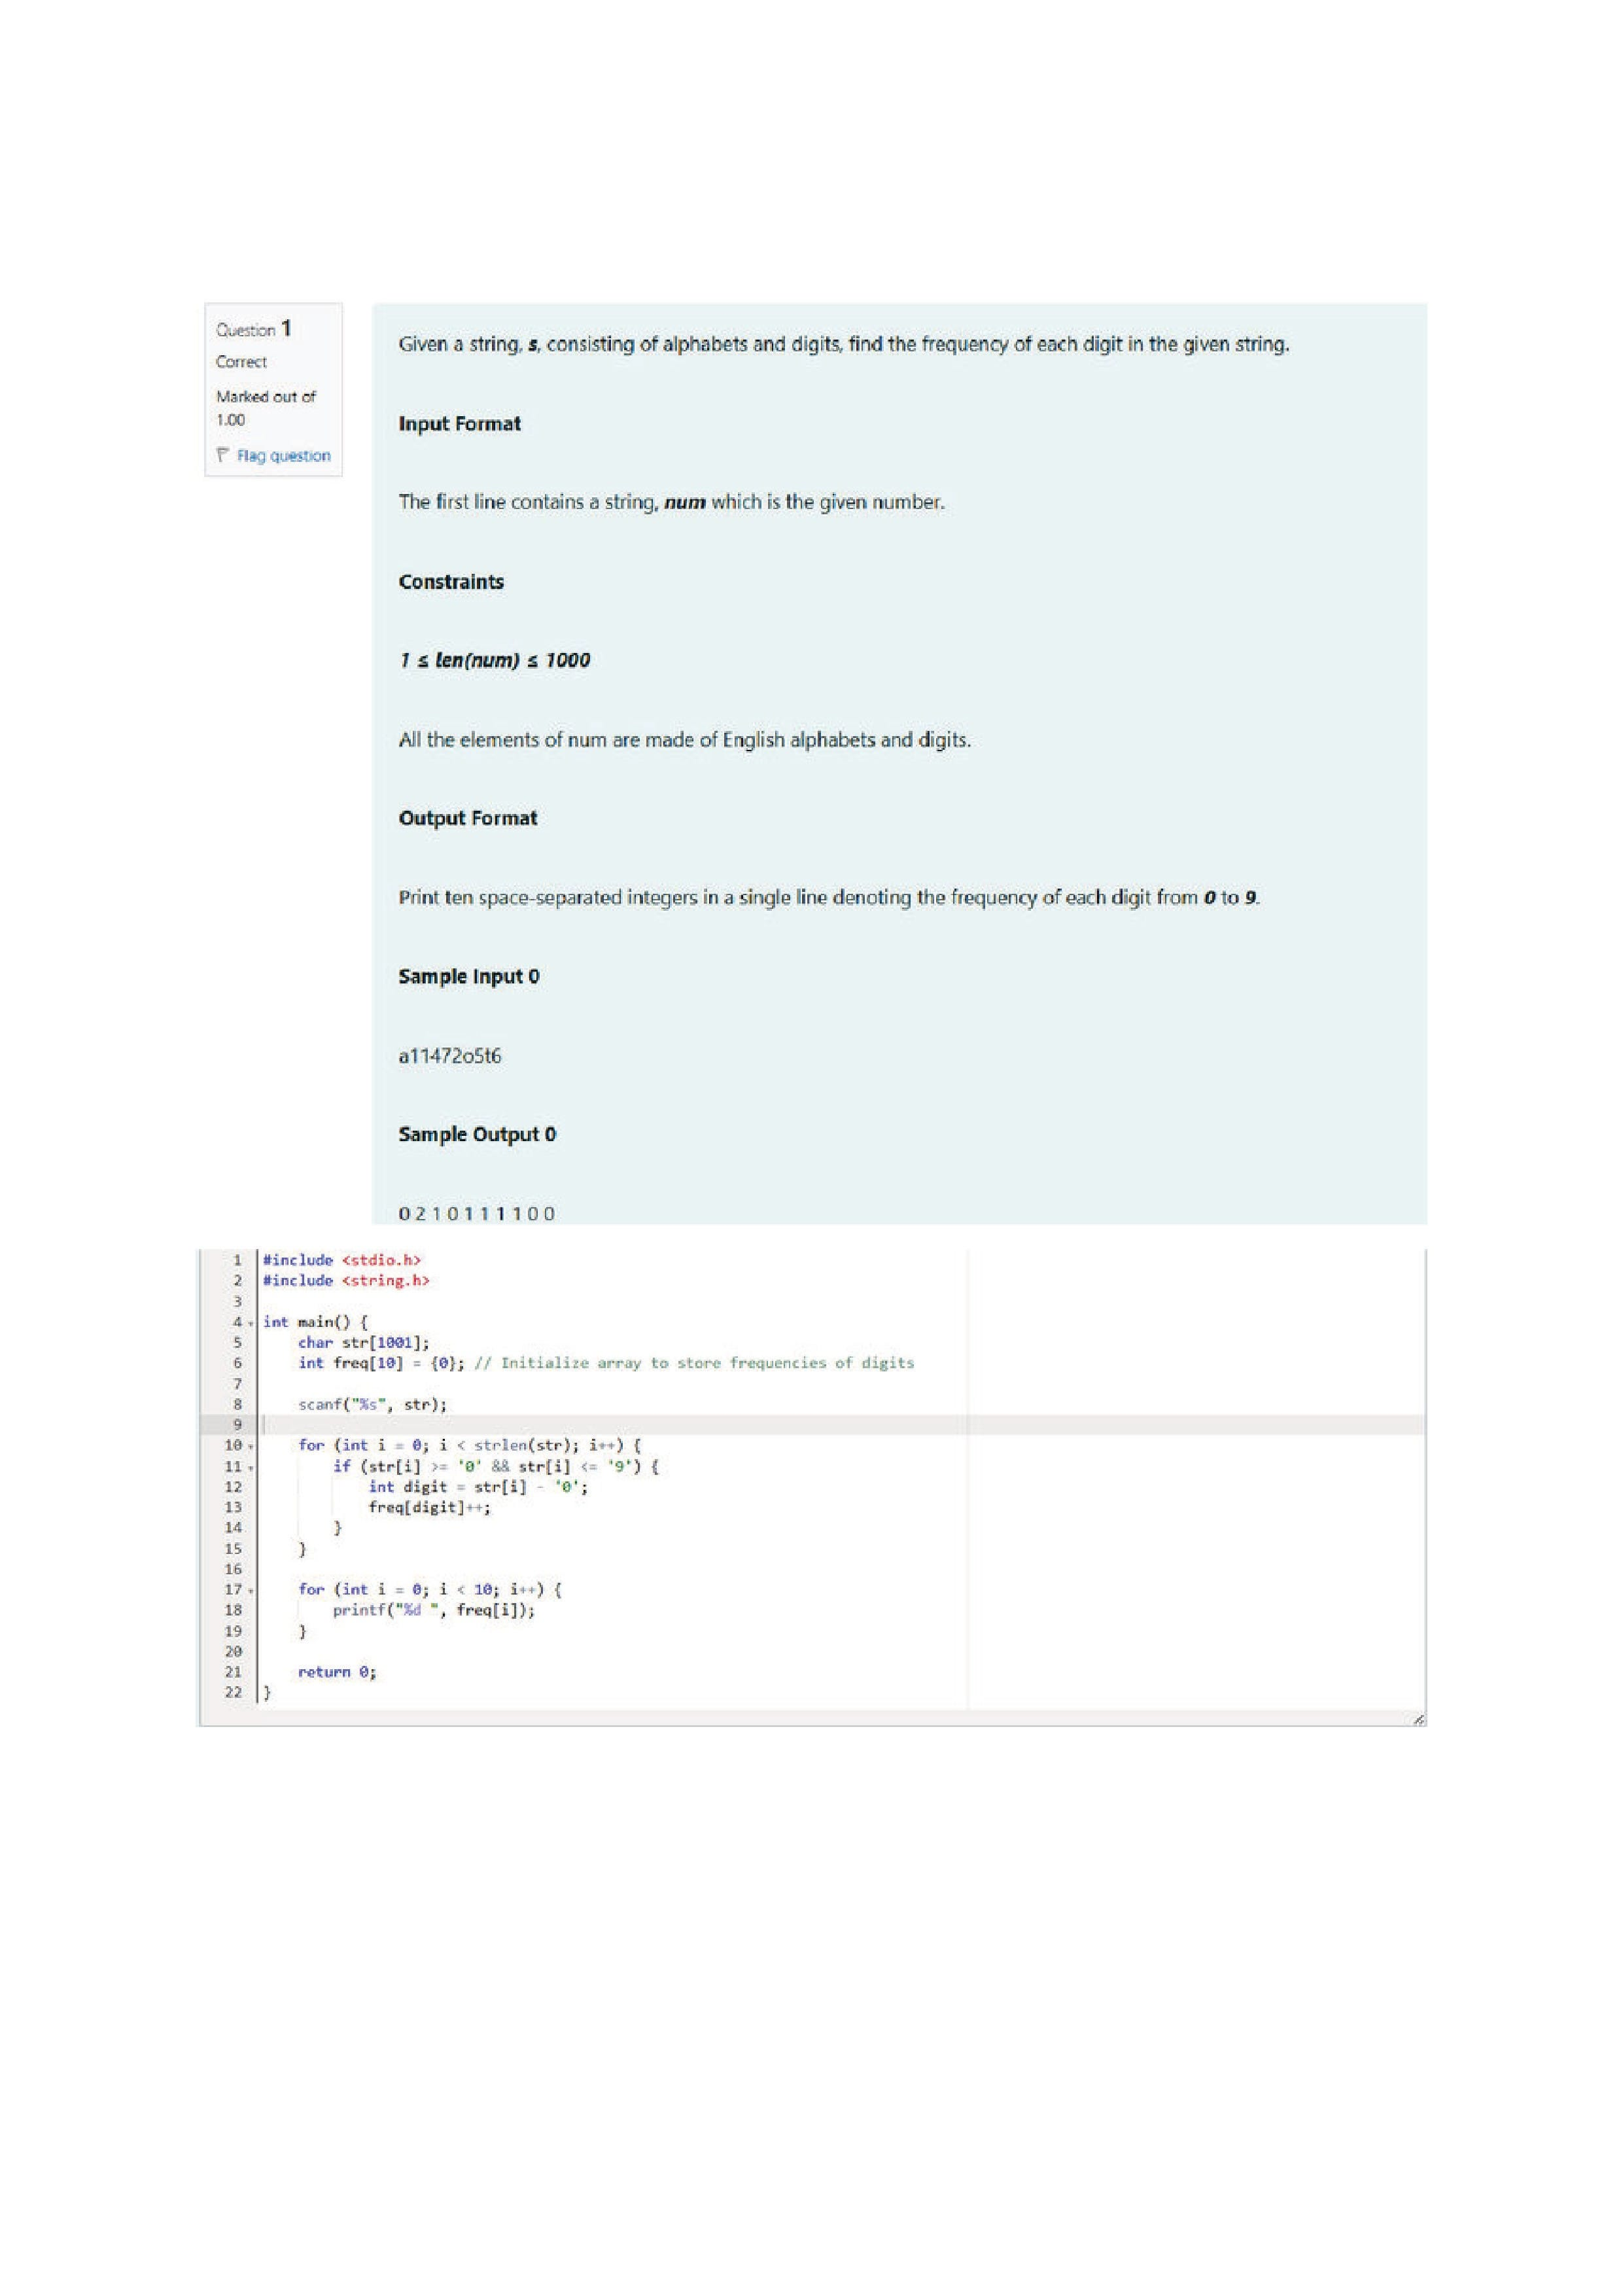 Question 1
Correct
Marked out of
1.00
Flag question
Given a string, s, consisting of alphabets and digits, find the frequency of each digit in the given string.
Input Format
The first line contains a string, num which is the given number.
Constraints
1 ≤ len(num) ≤ 1000
All the elements of num are made of English alphabets and digits.
Output Format
Print ten space-separated integers in a single line denoting the frequency of each digit from 0 to 9.
Sample Input 0
a11472o5t6
Sample Output 0
0 2 1 0 1 1 1 1 0 0
1 #include <stdio.h>
2 #include <string.h>
3
4 int main() {
5 char str[1001];
6 int freq[10] = {0}; // Initialize array to store frequencies of digits
7
8 scanf("%s", str);
9
10 for (int i = 0; i < strlen(str); i++) {
11 if (str[i] >= '0' && str[i] <= '9') {
12 int digit = str[i] - '0';
13 freq[digit]++;
14 }
15 }
16
17 for (int i = 0; i < 10; i++) {
18 printf("%d ", freq[i]);
19 }
20
21 return 0;
22 }